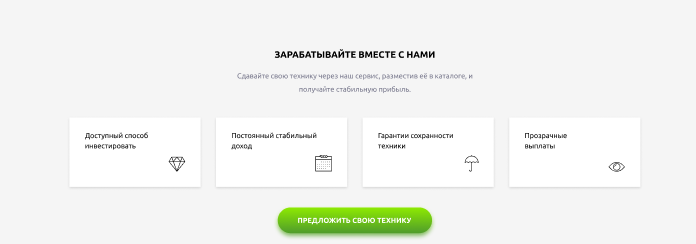 ЗАРАБАТЫВАЙТЕ ВМЕСТЕ С НАМИ
Сдавайте свою технику через наш сервис, разместив её в каталоге, и
получайте стабильную прибыль.
Доступный способ
инвестировать
Постоянный стабильный
доход
Гарантии сохранности
техники
Прозрачные
выплаты
ПРЕДЛОЖИТЬ СВОЮ ТЕХНИКУ